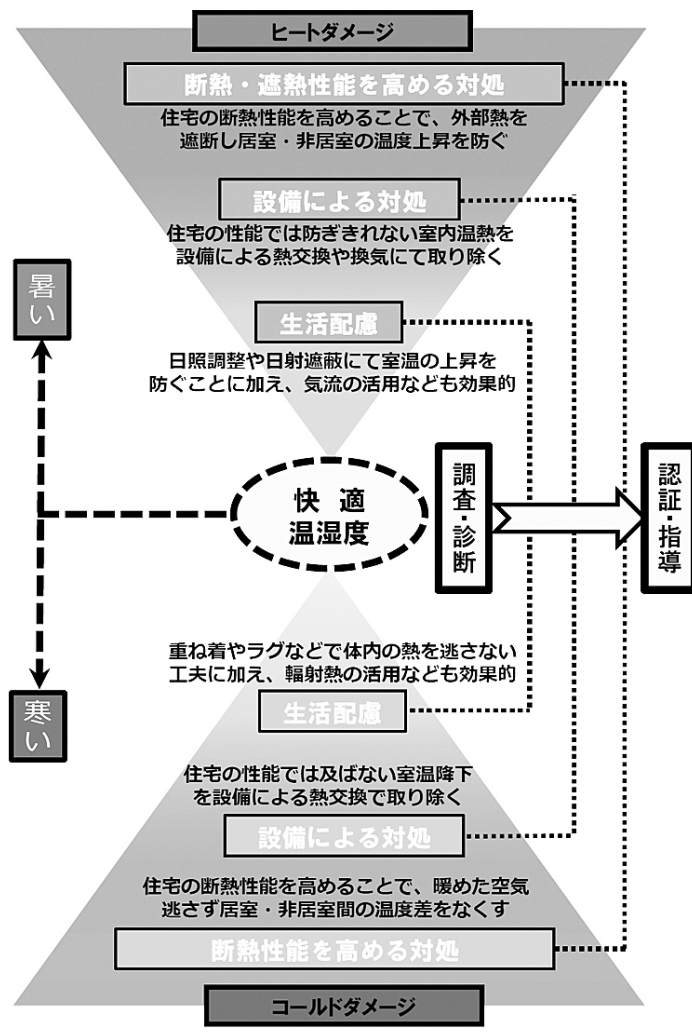 ヒートダメージ
断熱・遮熱性能を高める対処
住宅の断熱性能を高めることで、外部熱を
遮断し居室・非居室の温度上昇を防ぐ
設備による対処
住宅の性能では防ぎきれない室内温熱を
設備による熱交換や換気にて取り除く
暑い
生活配慮
日照調整や日射遮蔽にて室温の上昇を
防ぐことに加え、気流の活用なども効果的
快適
温湿度
調査・診断
認証・指導
重ね着やラグなどで体内の熱を逃さない
工夫に加え、輻射熱の活用なども効果的
生活配慮
寒い
住宅の性能では及ばない室温降下
を設備による熱交換で取り除く
設備による対処
住宅の断熱性能を高めることで、暖めた空気
逃さず居室・非居室間の温度差をなくす
断熱性能を高める対処
コールドダメージ